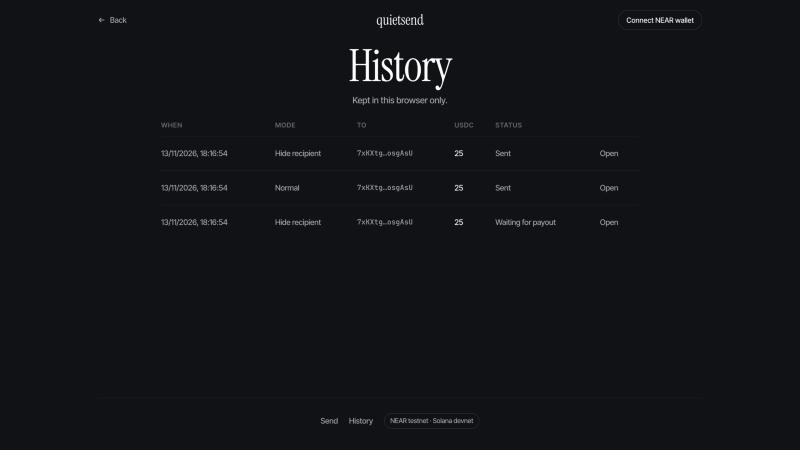 ← Back
quietsend
Connect NEAR wallet
History
Kept in this browser only.
WHEN MODE TO USDC STATUS
13/11/2026, 18:16:54 Hide recipient 7xKXtg…osgAsU 25 Sent Open
13/11/2026, 18:16:54 Normal 7xKXtg…osgAsU 25 Sent Open
13/11/2026, 18:16:54 Hide recipient 7xKXtg…osgAsU 25 Waiting for payout Open
Send History NEAR testnet · Solana devnet